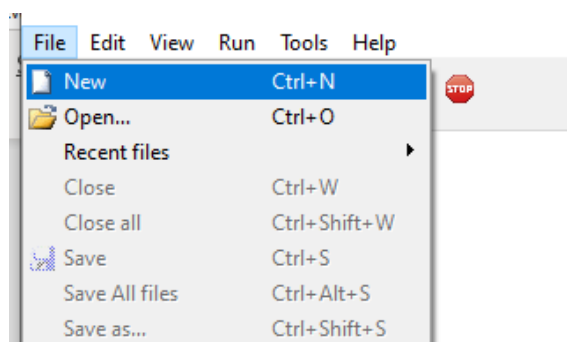 File Edit View Run Tools Help
New Ctrl+N
STOP
Open... Ctrl+O
Recent files
Close Ctrl+W
Close all Ctrl+Shift+W
Save Ctrl+S
Save All files Ctrl+Alt+S
Save as... Ctrl+Shift+S